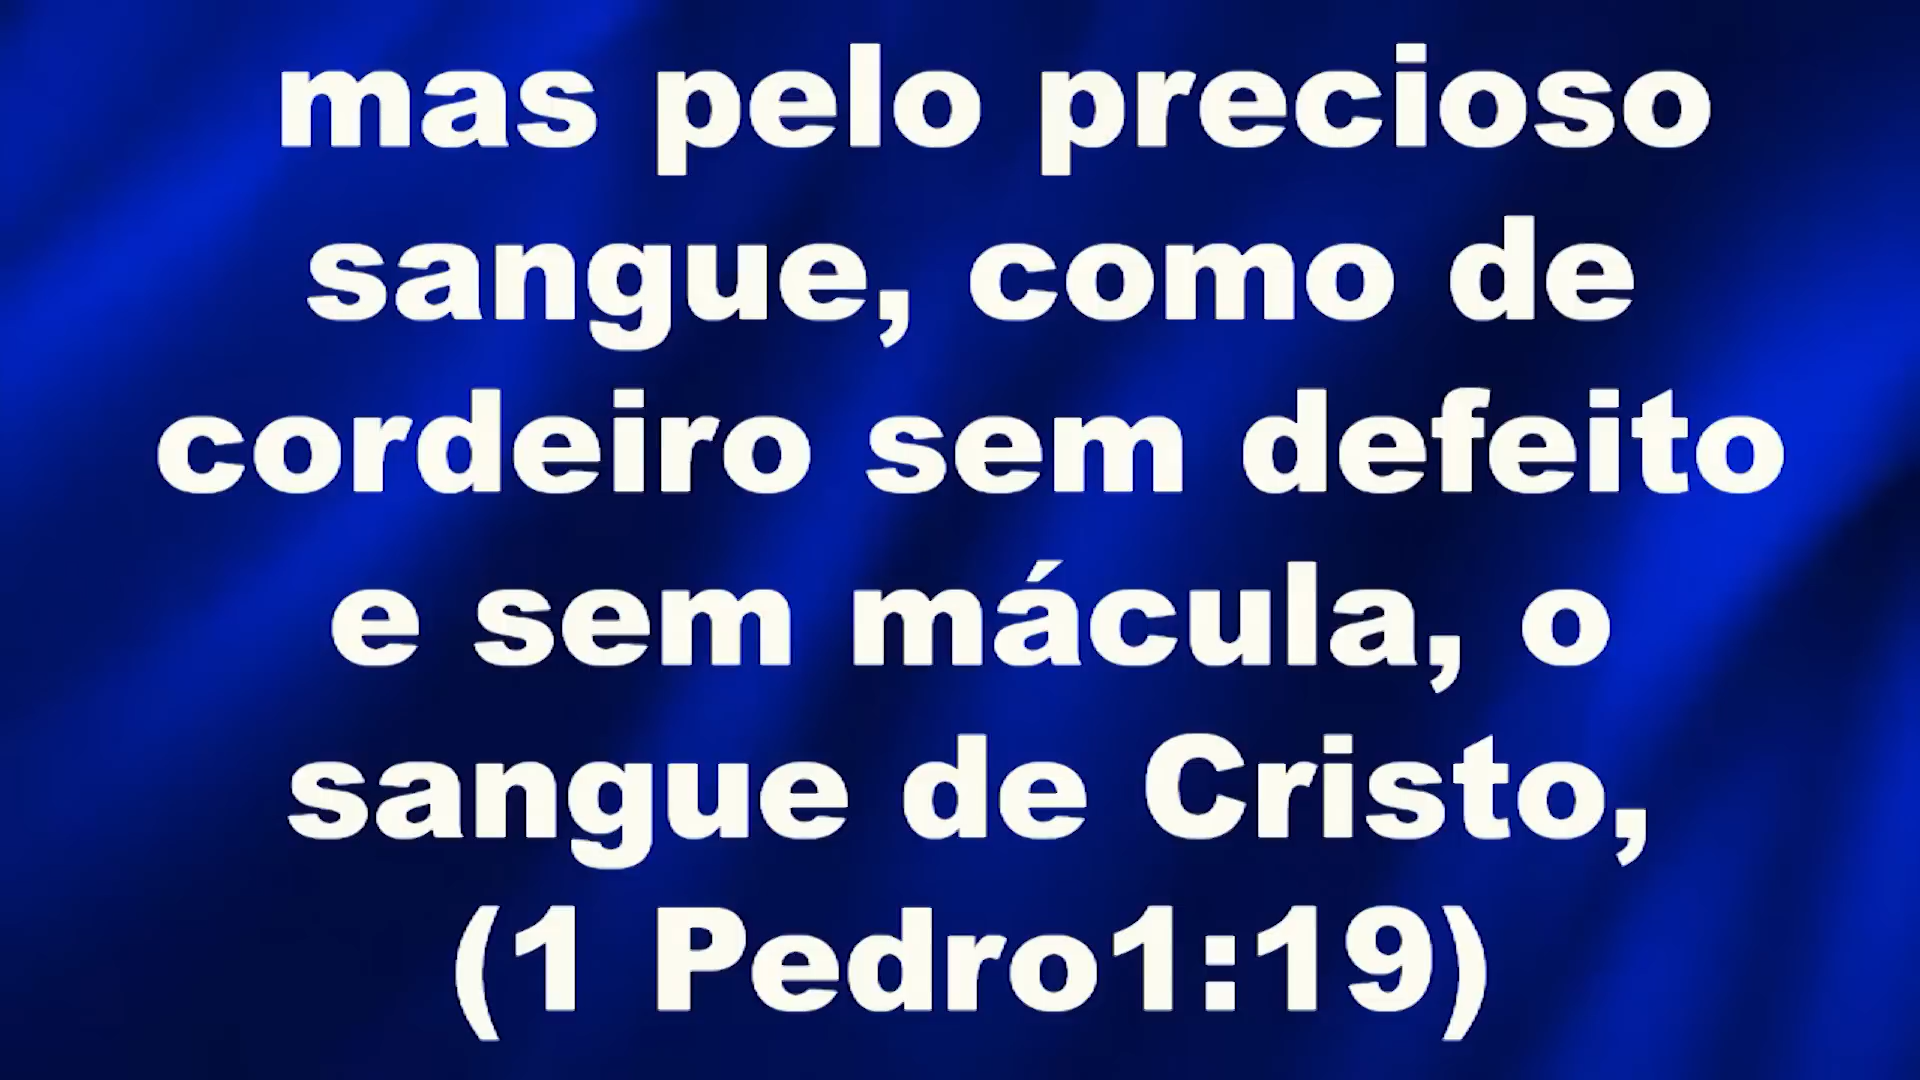 mas pelo precioso
sangue, como de
cordeiro sem defeito
e sem mácula, o
sangue de Cristo,
(1 Pedro1:19)